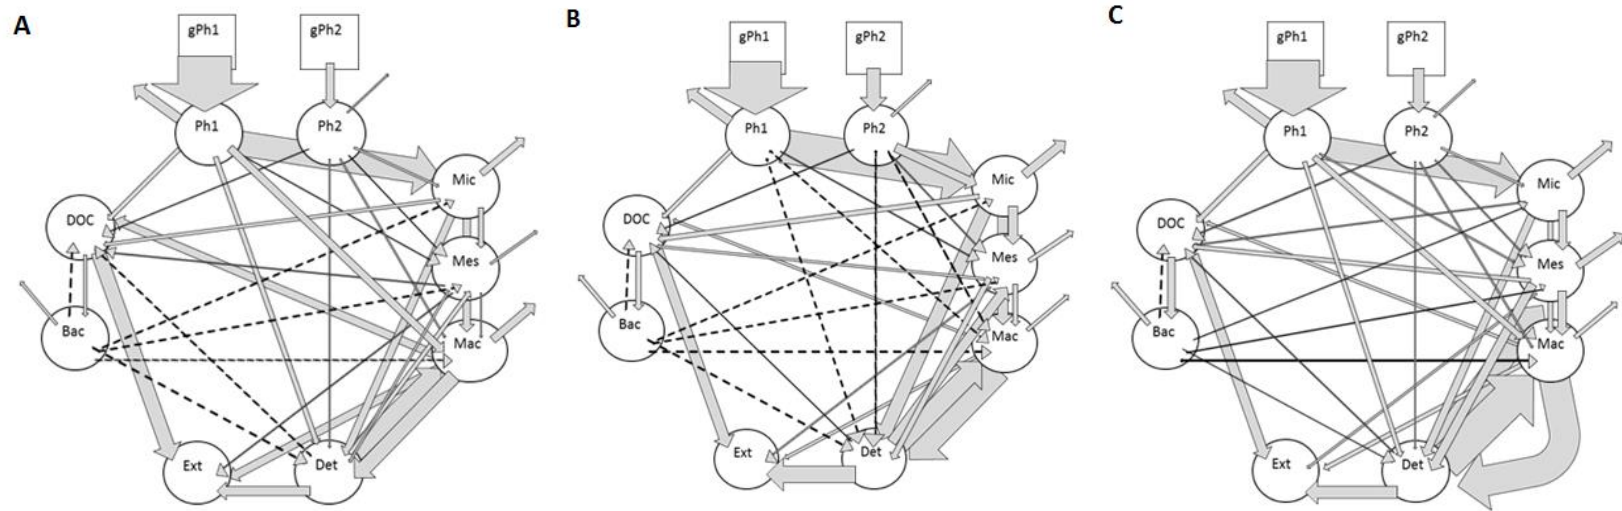 A
gPh1
gPh2
Ph1
Ph2
Mic
DOC
Mes
Bac
Mac
Ext
Det
B
gPh1
gPh2
Ph1
Ph2
Mic
DOC
Mes
Bac
Mac
Ext
Det
C
gPh1
gPh2
Ph1
Ph2
Mic
DOC
Mes
Bac
Mac
Ext
Det